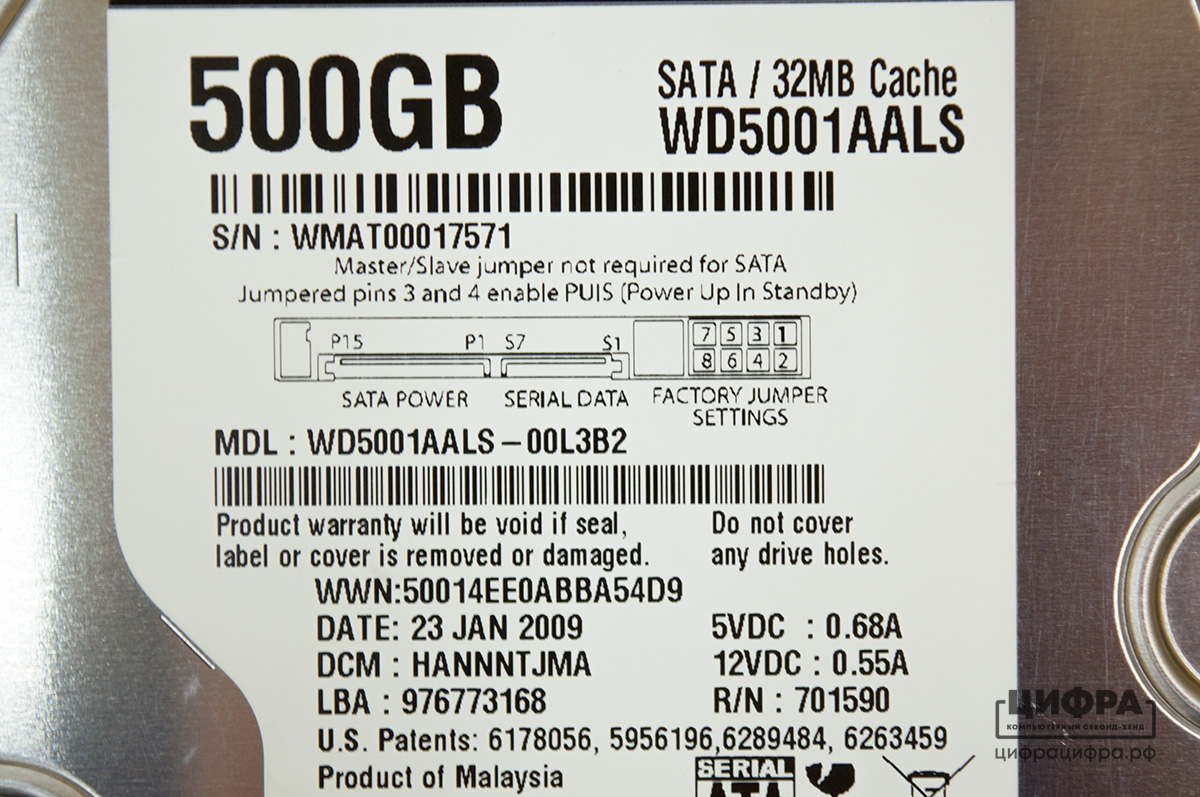 500GB
SATA / 32MB Cache
WD5001AALS
S/N : WMAT00017571
Master/Slave jumper not required for SATA
Jumpered pins 3 and 4 enable PUIS (Power Up In Standby)
P15 P1 S7 S1
7 5 3 1
8 6 4 2
SATA POWER SERIAL DATA FACTORY JUMPER
SETTINGS
MDL : WD5001AALS – 00L3B2
Product warranty will be void if seal,
label or cover is removed or damaged.
Do not cover
any drive holes.
WWN:50014EE0ABBA54D9
DATE: 23 JAN 2009
5VDC : 0.68A
DCM : HANNNTJMA
12VDC : 0.55A
LBA : 976773168
R/N : 701590
U.S. Patents: 6178056, 5956196,6289484, 6263459
Product of Malaysia
SERIAL
ATA
ЦИФРА
КОМПЬЮТЕРНЫЙ СЕКОНД-ХЕНД
цифрацифра.рф